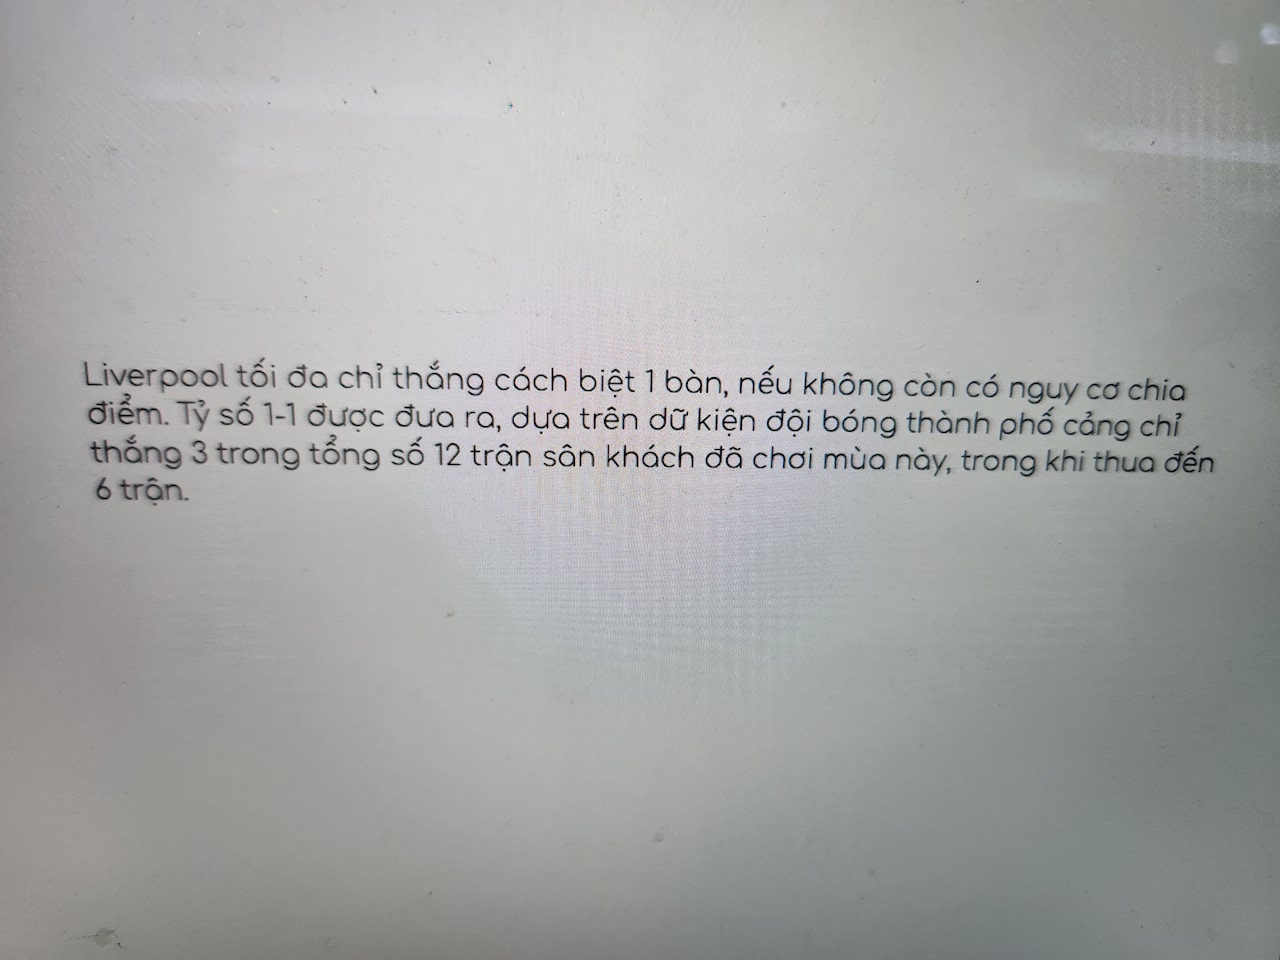 Liverpool tối đa chỉ thắng cách biệt 1 bàn, nếu không còn có nguy cơ chia
điểm. Tỷ số 1-1 được đưa ra, dựa trên dữ kiện đội bóng thành phố cảng chỉ
thắng 3 trong tổng số 12 trận sân khách đã chơi mùa này, trong khi thua đến
6 trận.